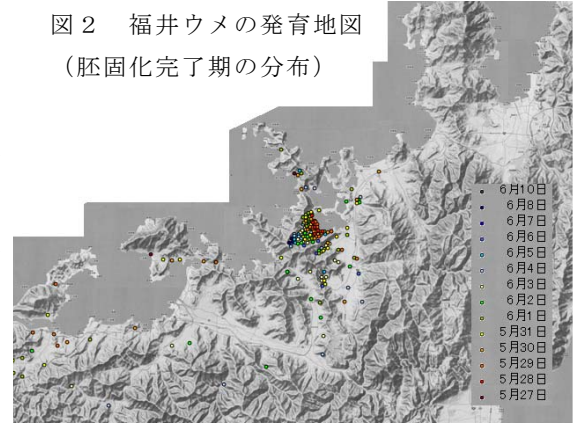 図２　福井ウメの発育地図
（胚固化完了期の分布）
6月10日
6月8日
6月7日
6月6日
6月5日
6月4日
6月3日
6月2日
6月1日
5月31日
5月30日
5月29日
5月28日
5月27日